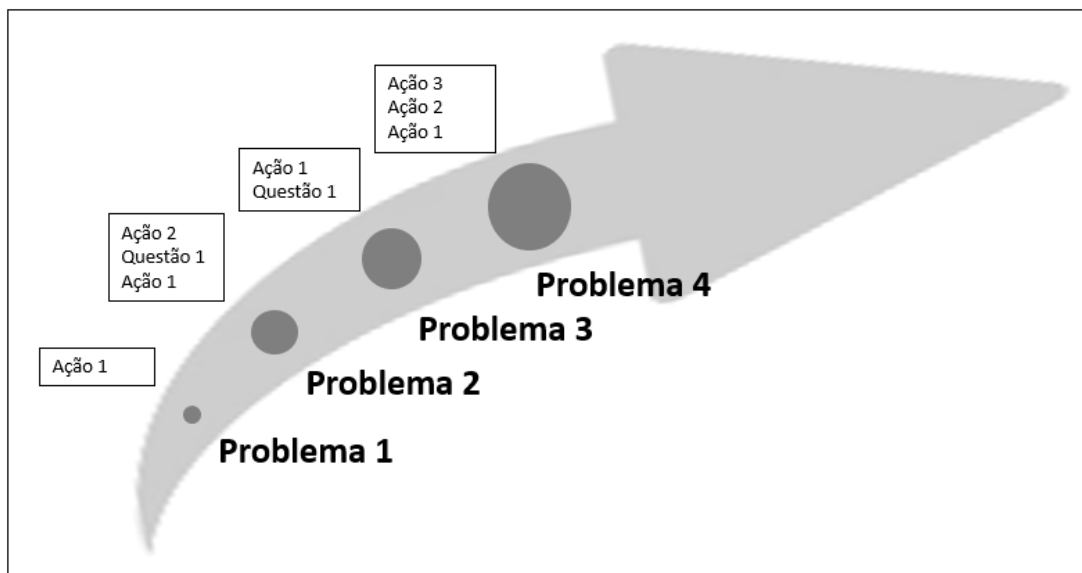 Ação 3
Ação 2
Ação 1
Ação 1
Questão 1
Ação 2
Questão 1
Ação 1
Ação 1
Problema 4
Problema 3
Problema 2
Problema 1